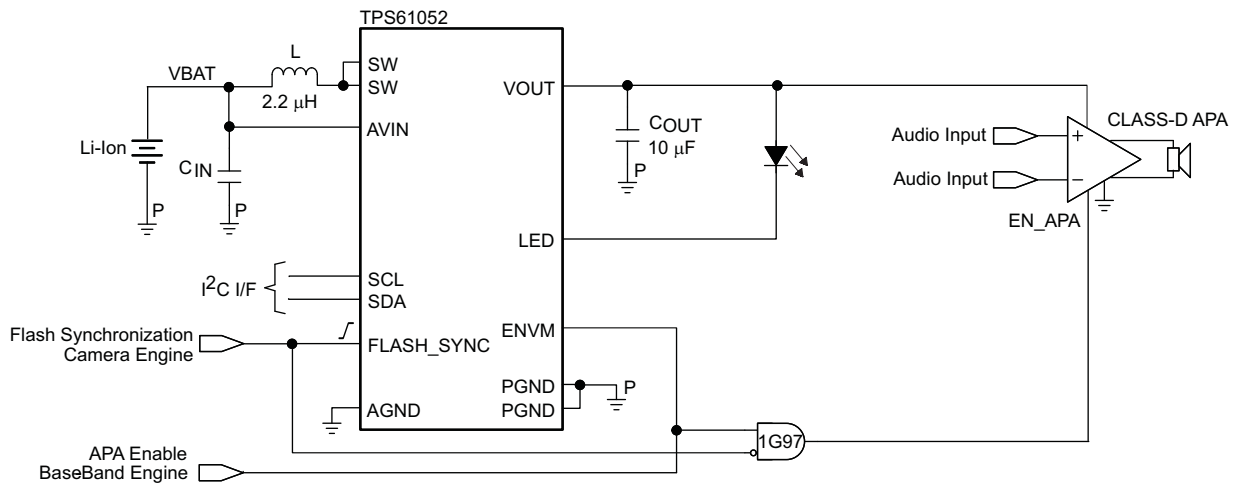 TPS61052
L
VBAT
2.2 μH
SW
SW
VOUT
AVIN
COUT
10 μF
P
Li-Ion
CIN
P
P
Audio Input
Audio Input
+
−
CLASS-D APA
EN_APA
LED
I2C I/F
SCL
SDA
ENVM
Flash Synchronization
Camera Engine
FLASH_SYNC
PGND
PGND
P
AGND
1G97
APA Enable
BaseBand Engine